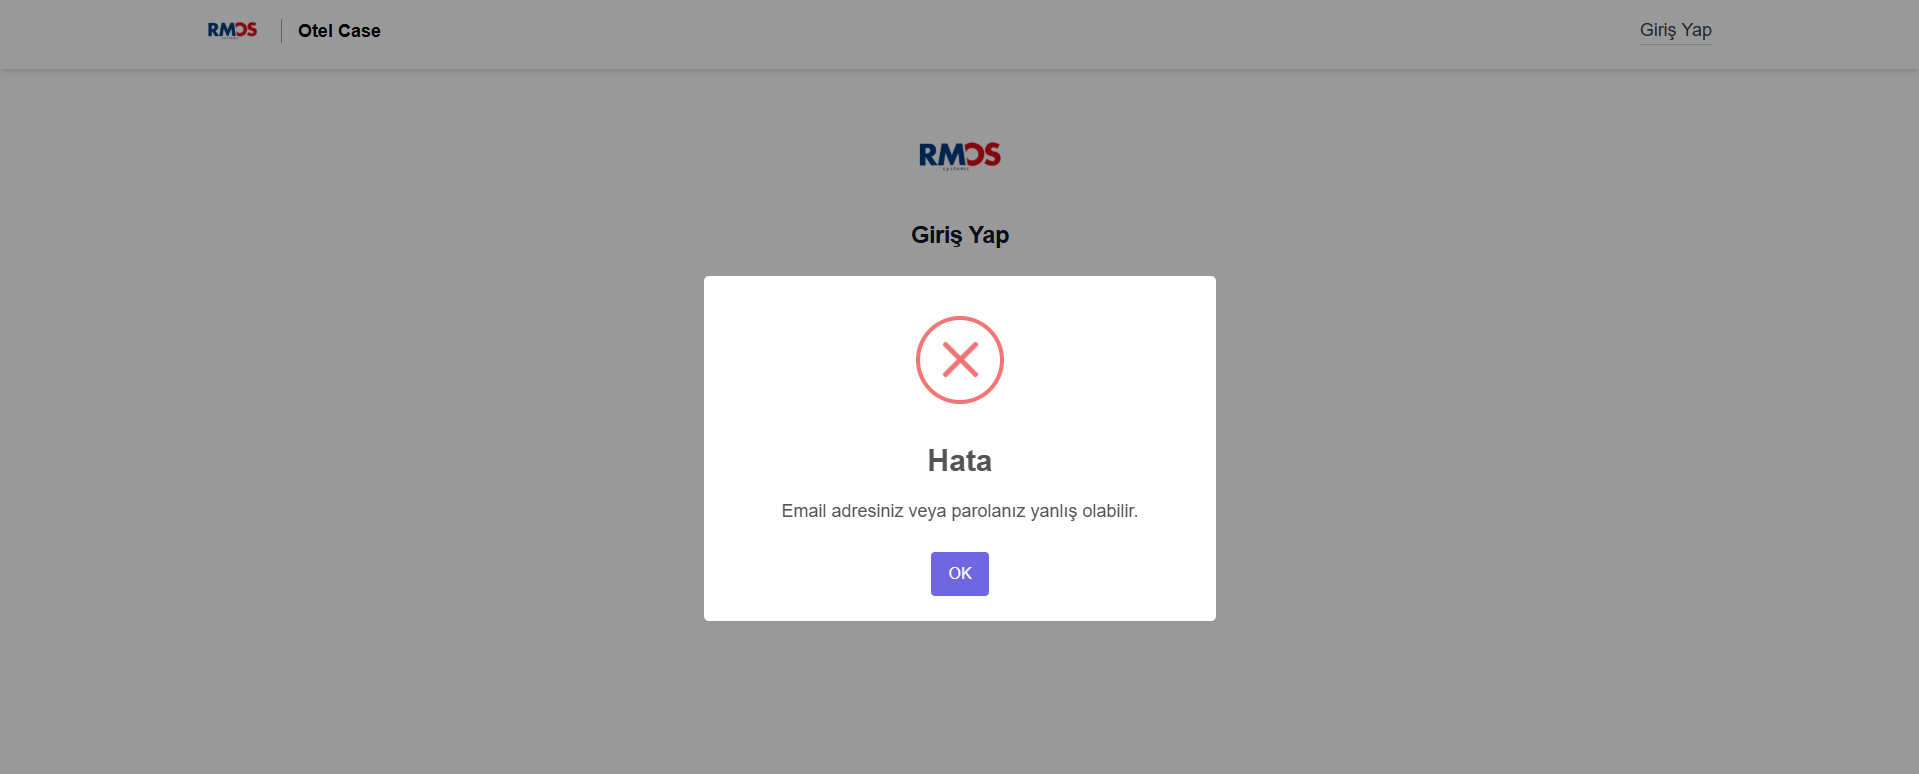 RMOS
Otel Case
Giriş Yap
RMOS
systems
Giriş Yap
Hata
Email adresiniz veya parolanız yanlış olabilir.
OK